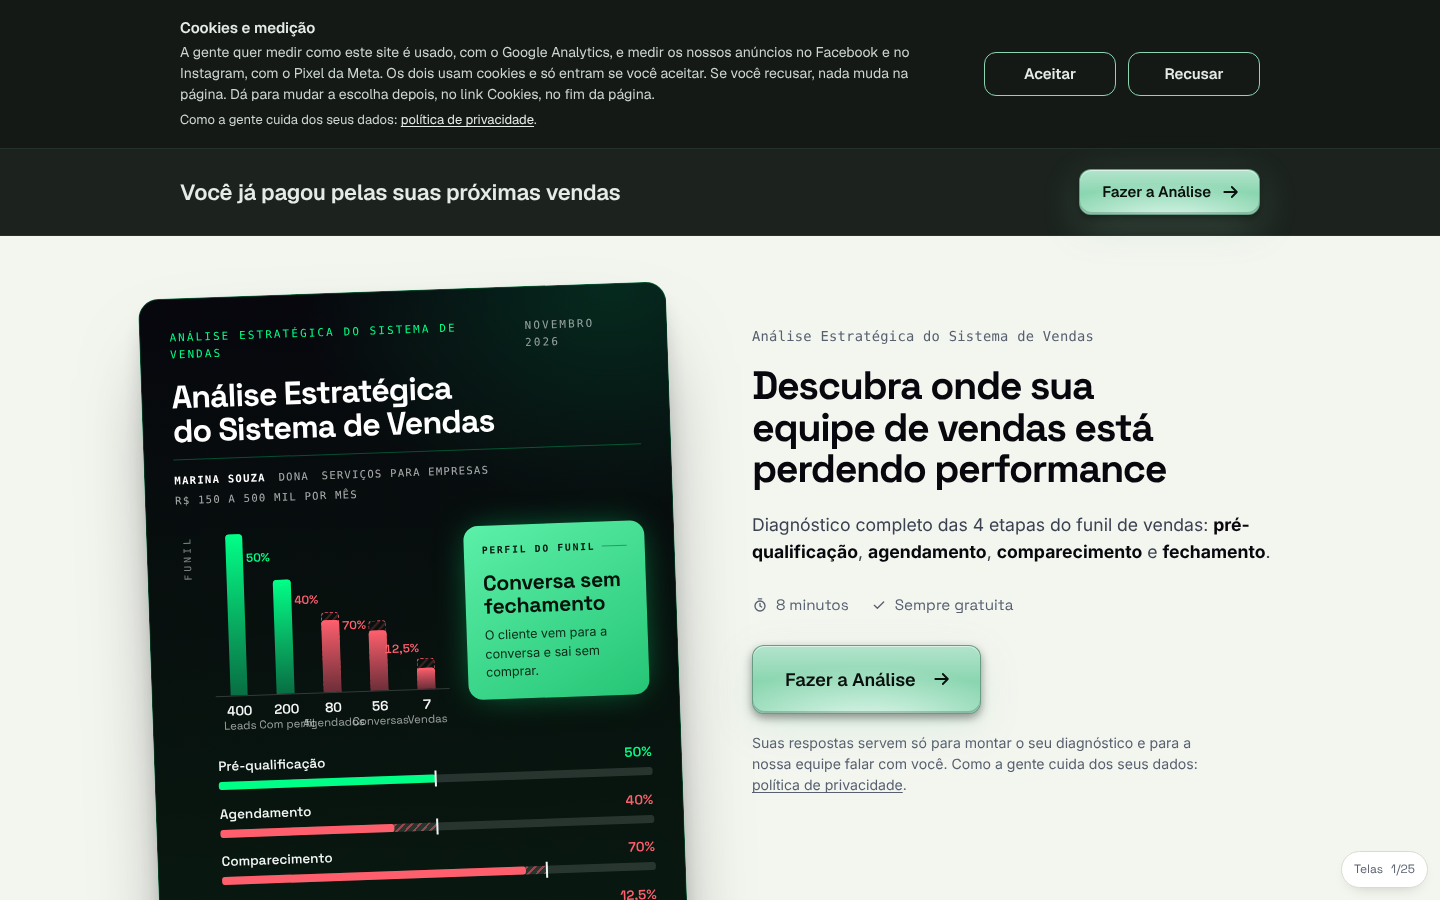 Cookies e medição
A gente quer medir como este site é usado, com o Google Analytics, e medir os nossos anúncios no Facebook e no
Instagram, com o Pixel da Meta. Os dois usam cookies e só entram se você aceitar. Se você recusar, nada muda na
página. Dá para mudar a escolha depois, no link Cookies, no fim da página.
Como a gente cuida dos seus dados: política de privacidade.
Aceitar
Recusar
Você já pagou pelas suas próximas vendas
Fazer a Análise
ANÁLISE ESTRATÉGICA DO SISTEMA DE
VENDAS
NOVEMBRO
2026
Análise Estratégica
do Sistema de Vendas
MARINA SOUZA DONA SERVIÇOS PARA EMPRESAS
R$ 150 A 500 MIL POR MÊS
FUNIL
50%
40%
70%
12,5%
400
200
80
56
7
Leads
Com perfil
Agendados
Conversas
Vendas
PERFIL DO FUNIL
Conversa sem
fechamento
O cliente vem para a
conversa e sai sem
comprar.
Pré-qualificação
50%
Agendamento
40%
Comparecimento
70%
12,5%
Análise Estratégica do Sistema de Vendas
Descubra onde sua
equipe de vendas está
perdendo performance
Diagnóstico completo das 4 etapas do funil de vendas: pré-
qualificação, agendamento, comparecimento e fechamento.
8 minutos
Sempre gratuita
Fazer a Análise
Suas respostas servem só para montar o seu diagnóstico e para a
nossa equipe falar com você. Como a gente cuida dos seus dados:
política de privacidade.
Telas 1/25